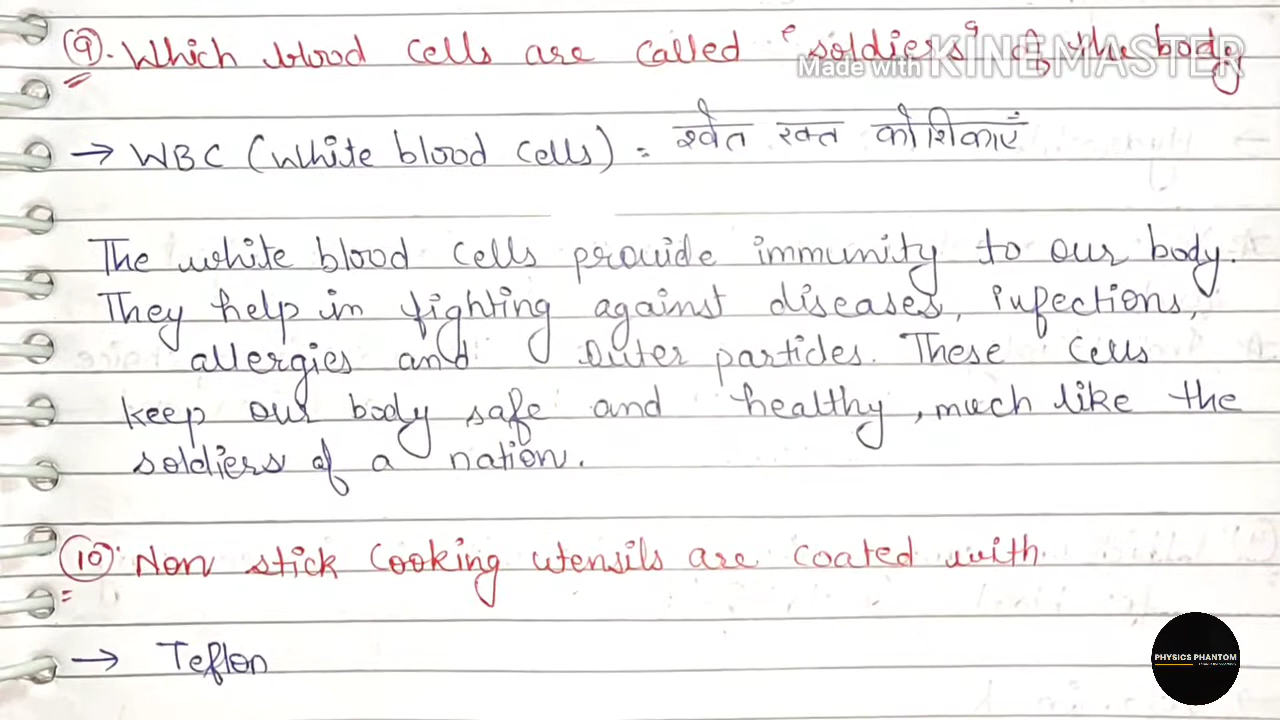 (9). Which blood cells are called "soldiers" of the body
Made with KINEMASTER
→ WBC (White blood cells) = श्वेत रक्त कोशिकाएं
The white blood cells provide immunity to our body.
They help in fighting against diseases, infections,
allergies and outer particles. These cells
keep our body safe and healthy, much like the
soldiers of a nation.
(10). Non stick cooking utensils are coated with
→ Teflon
PHYSICS PHANTOM